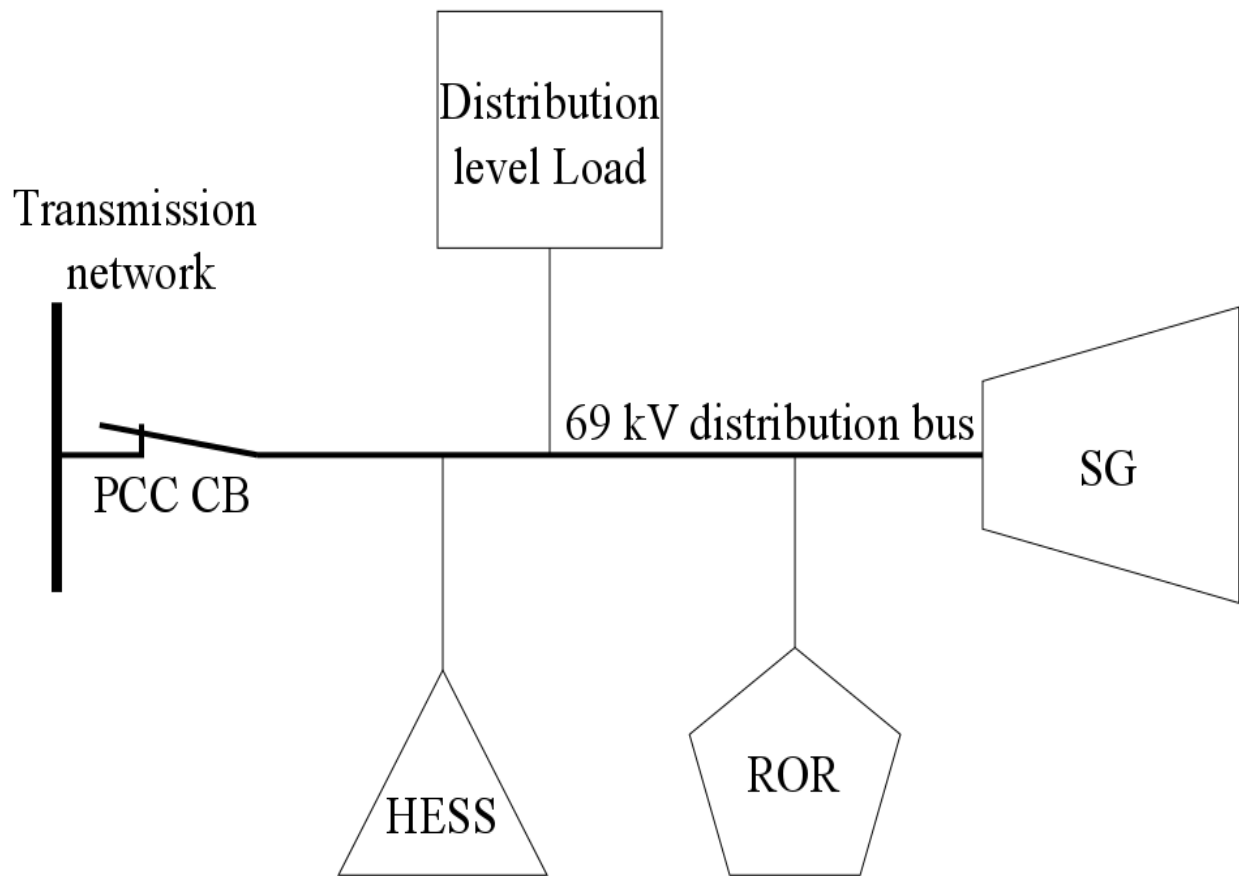 Distribution
level Load
Transmission
network
69 kV distribution bus
PCC CB
SG
HESS
ROR